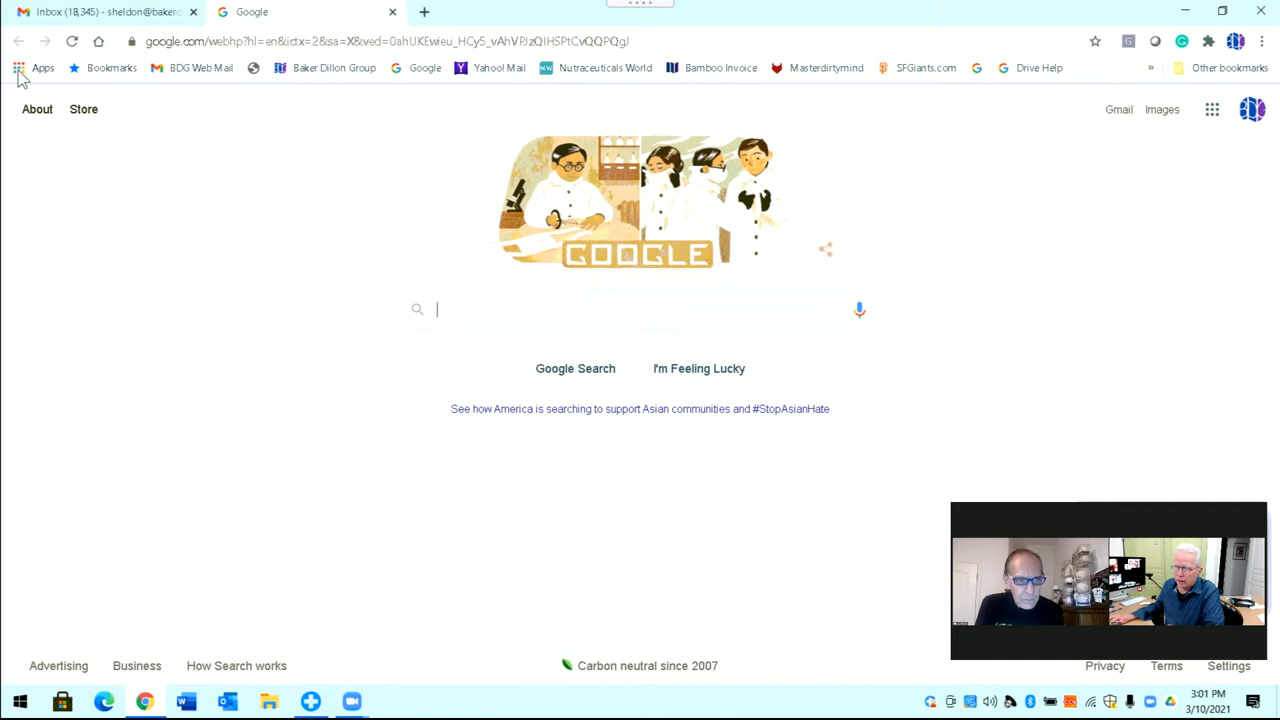 Inbox (18,345) - sheldon@bakerd
Google
google.com/webhp?hl=en&ictx=2&sa=X&ved=0ahUKEwieu_HCy5_vAhVPJzQIHSPtCvQQPQgJ
Apps Bookmarks BDG Web Mail Baker Dillon Group Google Yahoo! Mail Nutraceuticals World Bamboo Invoice Masterdirtymind SFGiants.com Drive Help » Other bookmarks
About Store Gmail Images
GOOGLE
Google Search I'm Feeling Lucky
See how America is searching to support Asian communities and #StopAsianHate
Advertising Business How Search works Carbon neutral since 2007 Privacy Terms Settings
3:01 PM
3/10/2021